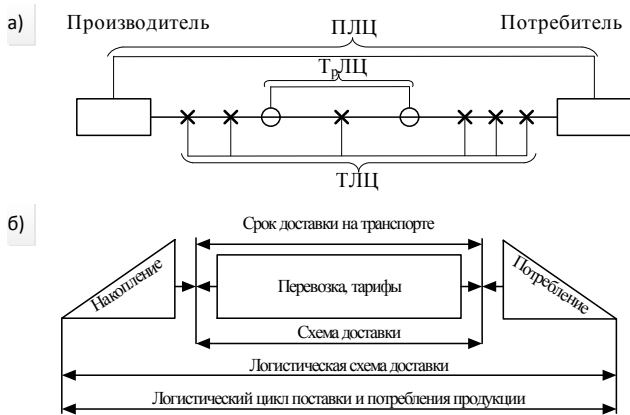 а)
Производитель
Потребитель
ПЛЦ
ТрЛЦ
ТЛЦ
б)
Срок доставки на транспорте
Накопление
Перевозка, тарифы
Потребление
Схема доставки
Логистическая схема доставки
Логистический цикл поставки и потребления продукции